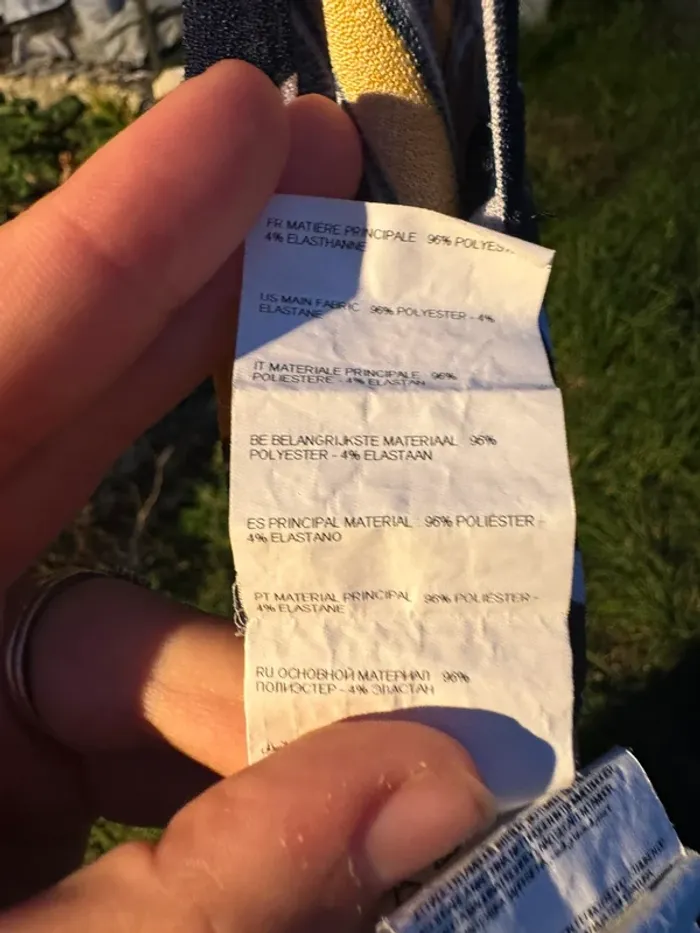 FR MATIERE PRINCIPALE 96% POLYES
4% ELASTHANNE
US MAIN FABRIC 96% POLYESTER - 4%
ELASTANE
IT MATERIALE PRINCIPALE 96%
POLIESTERE - 4% ELASTAN
BE BELANGRIJKSTE MATERIAAL 96%
POLYESTER - 4% ELASTAAN
ES PRINCIPAL MATERIAL 96% POLIÉSTER -
4% ELASTANO
PT MATERIAL PRINCIPAL 96% POLIÉSTER -
4% ELASTANE
RU ОСНОВНОЙ МАТЕРИАЛ 96%
ПОЛИЭСТЕР - 4% ЭЛАСТАН